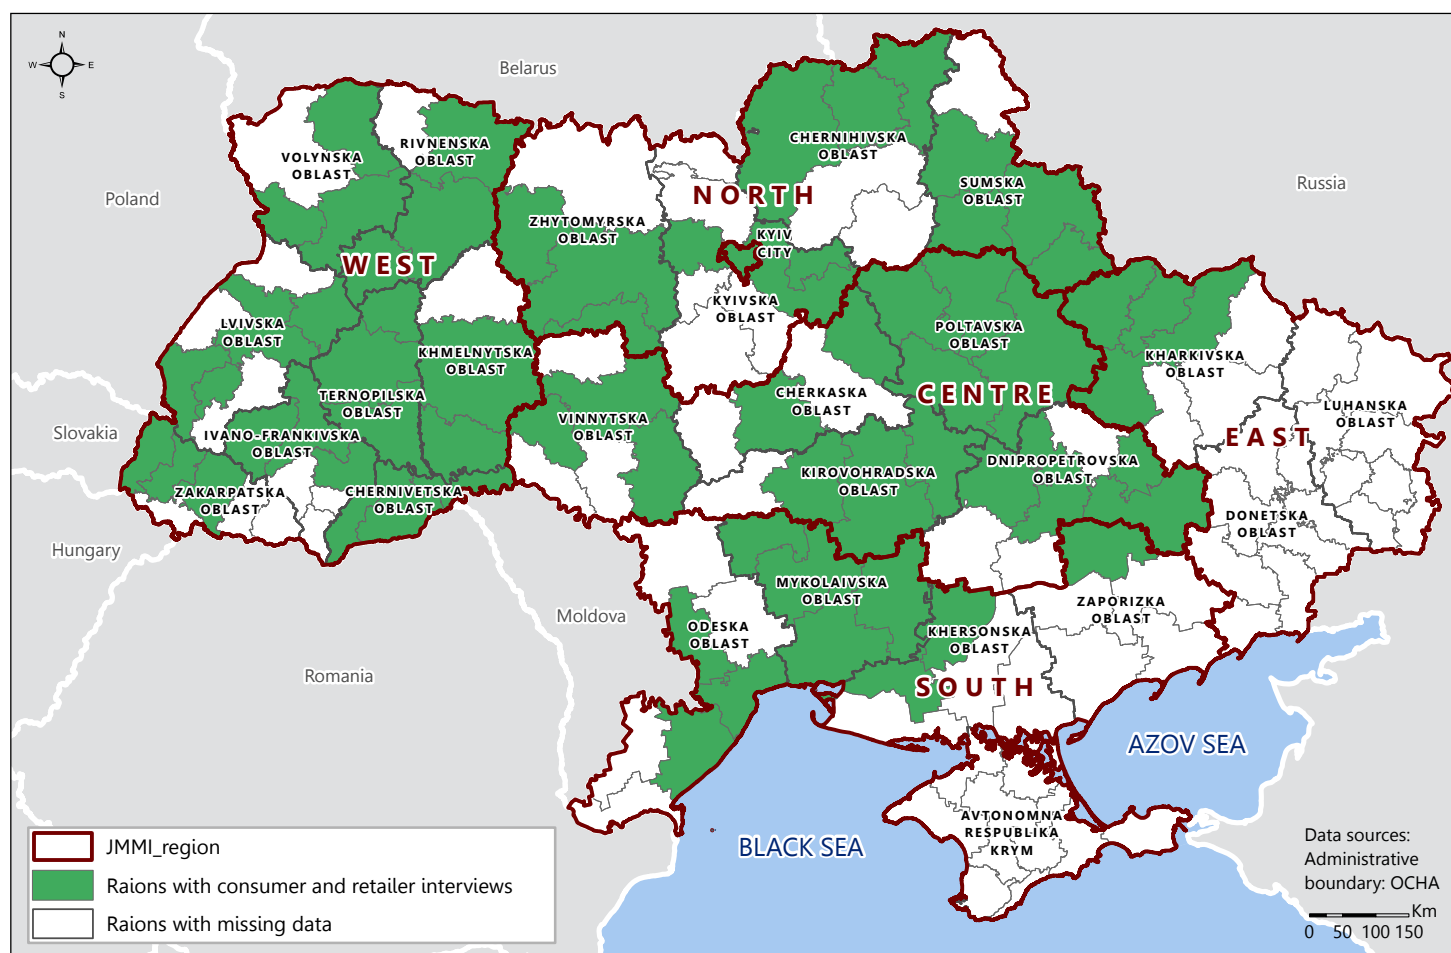 N
W
E
S
Belarus
Poland
Russia
Slovakia
Hungary
Romania
Moldova
VOLYNSKA
OBLAST
RIVNENSKA
OBLAST
CHERNIHIVSKA
OBLAST
SUMSKA
OBLAST
NORTH
ZHYTOMYRSKA
OBLAST
KYIV
CITY
WEST
KYIVSKA
OBLAST
LVIVSKA
OBLAST
POLTAVSKA
OBLAST
KHMELNYTSKA
OBLAST
KHARKIVSKA
OBLAST
TERNOPILSKA
OBLAST
CHERKASKA
OBLAST
CENTRE
LUHANSKA
OBLAST
VINNYTSKA
OBLAST
EAST
IVANO-FRANKIVSKA
OBLAST
DNIPROPETROVSKA
OBLAST
KIROVOHRADSKA
OBLAST
ZAKARPATSKA
OBLAST
CHERNIVETSKA
OBLAST
DONETSKA
OBLAST
MYKOLAIVSKA
OBLAST
ZAPORIZKA
OBLAST
ODESKA
OBLAST
KHERSONSKA
OBLAST
SOUTH
AZOV SEA
BLACK SEA
AVTONOMNA
RESPUBLIKA
KRYM
JMMI_region
Raions with consumer and retailer interviews
Raions with missing data
Data sources:
Administrative
boundary: OCHA
Km
0 50 100 150